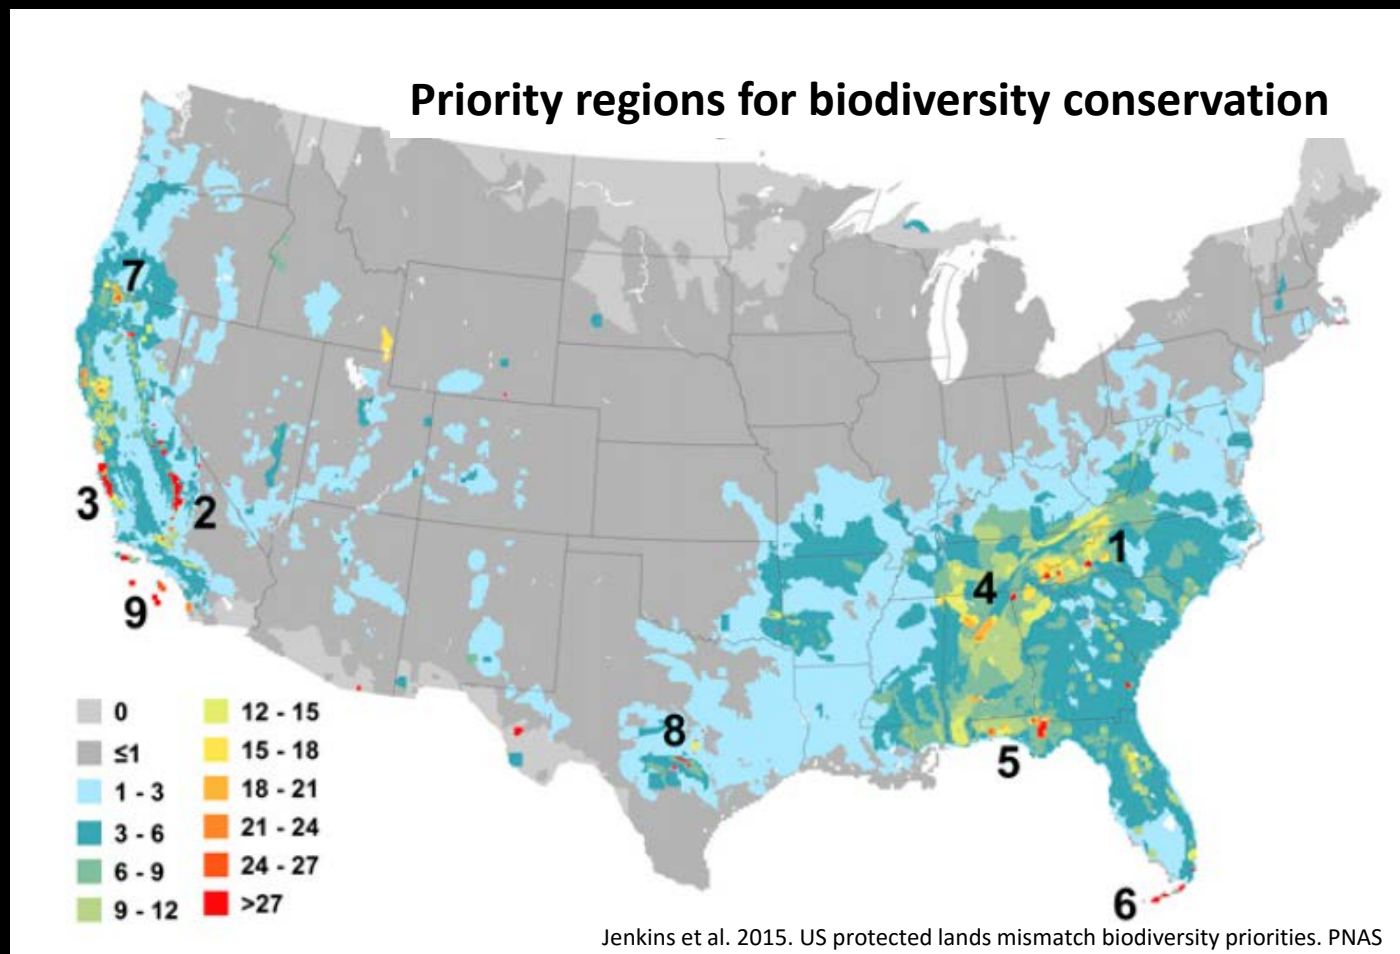 Priority regions for biodiversity conservation
7
3
2
9
1
4
8
5
6
0
≤1
1 - 3
3 - 6
6 - 9
9 - 12
12 - 15
15 - 18
18 - 21
21 - 24
24 - 27
>27
Jenkins et al. 2015. US protected lands mismatch biodiversity priorities. PNAS